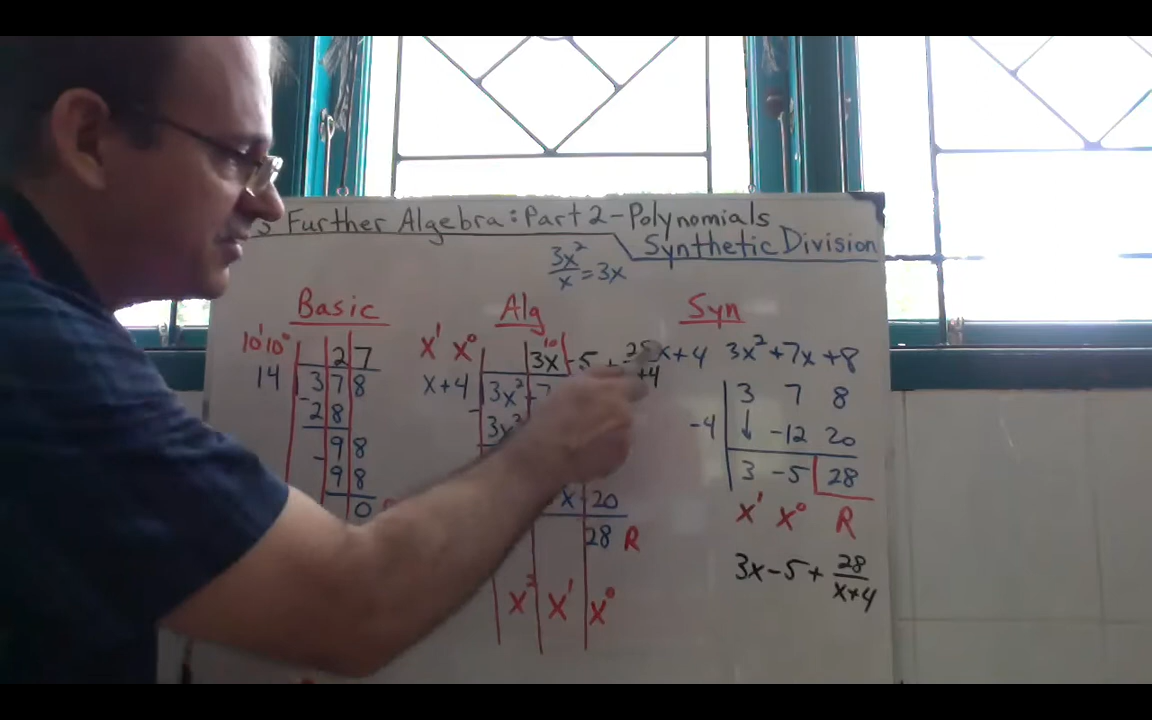 Further Algebra: Part 2 - Polynomials
Synthetic Division
3x²/x = 3x
Basic
10¹ 10⁰
2 7
14 3 7 8
- 2 8
9 8
- 9 8
0
Alg
x¹ x⁰
3x - 5 +
+4
x+4 3x²
28 R
x² x¹ x⁰
Syn
x+4 3x²+7x+8
3 7 8
-4 ↓ -12 20
3 -5 28
x¹ x⁰ R
3x-5+ 28/x+4